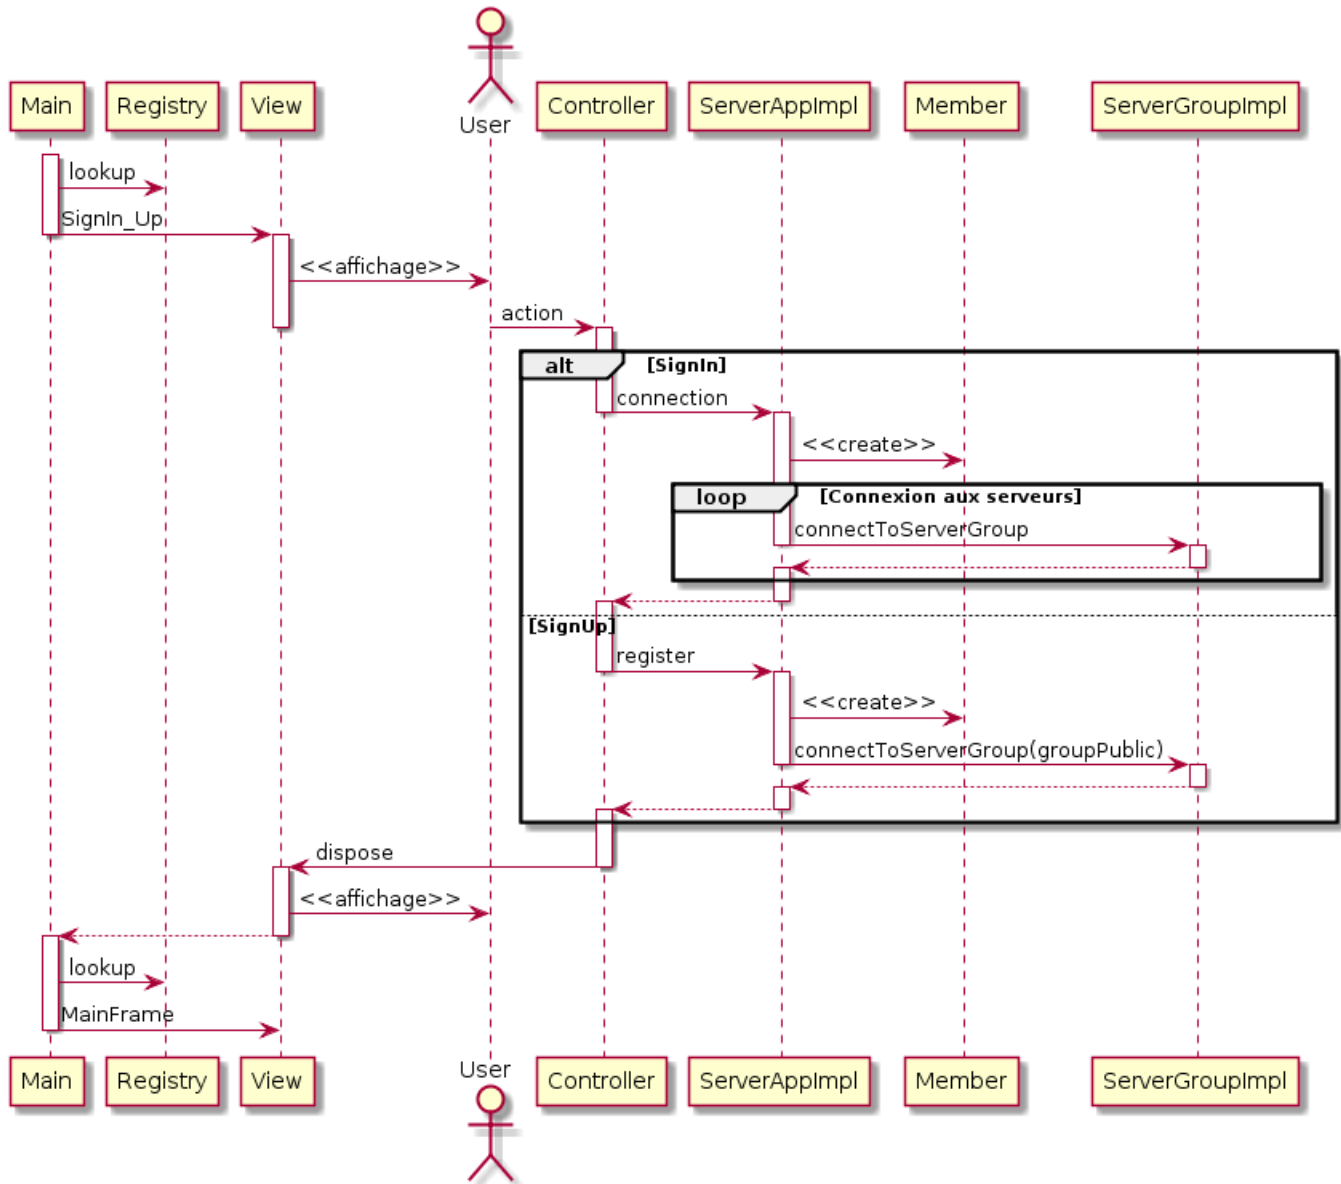 User
Main
Registry
View
Controller
ServerAppImpl
Member
ServerGroupImpl
lookup
SignIn_Up
<<affichage>>
action
alt
[SignIn]
connection
<<create>>
loop
[Connexion aux serveurs]
connectToServerGroup
[SignUp]
register
<<create>>
connectToServerGroup(groupPublic)
dispose
<<affichage>>
lookup
MainFrame
User
Main
Registry
View
Controller
ServerAppImpl
Member
ServerGroupImpl